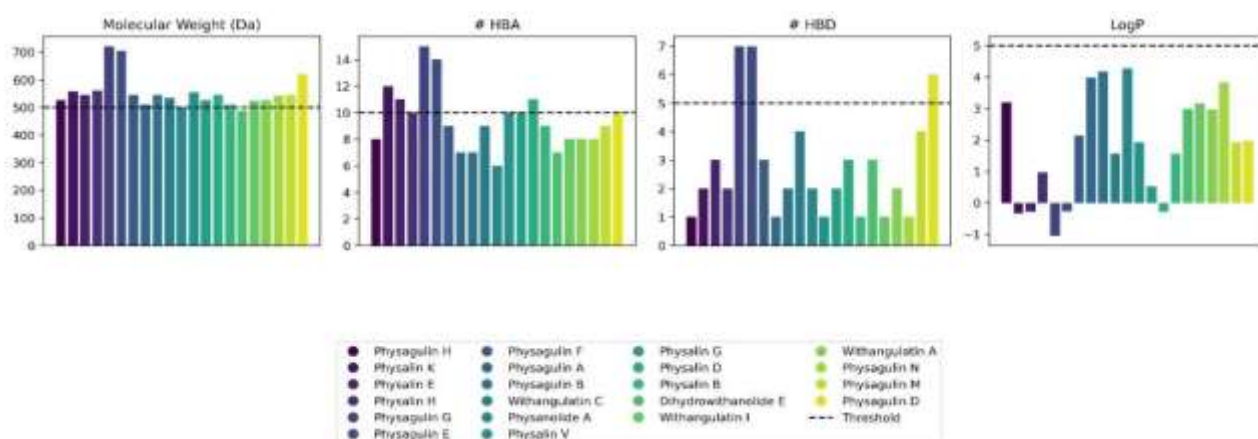 Molecular Weight (Da)
# HBA
# HBD
LogP
700
600
500
400
300
200
100
0
14
12
10
8
6
4
2
0
7
6
5
4
3
2
1
0
5
4
3
2
1
0
−1
Physagulin H
Physalin K
Physalin E
Physalin H
Physagulin G
Physagulin E
Physagulin F
Physagulin A
Physagulin B
Withangulatin C
Physanolide A
Physalin V
Physalin G
Physalin D
Physalin B
Dihydrowithanolide E
Withangulatin I
Withangulatin A
Physagulin N
Physagulin M
Physagulin D
Threshold